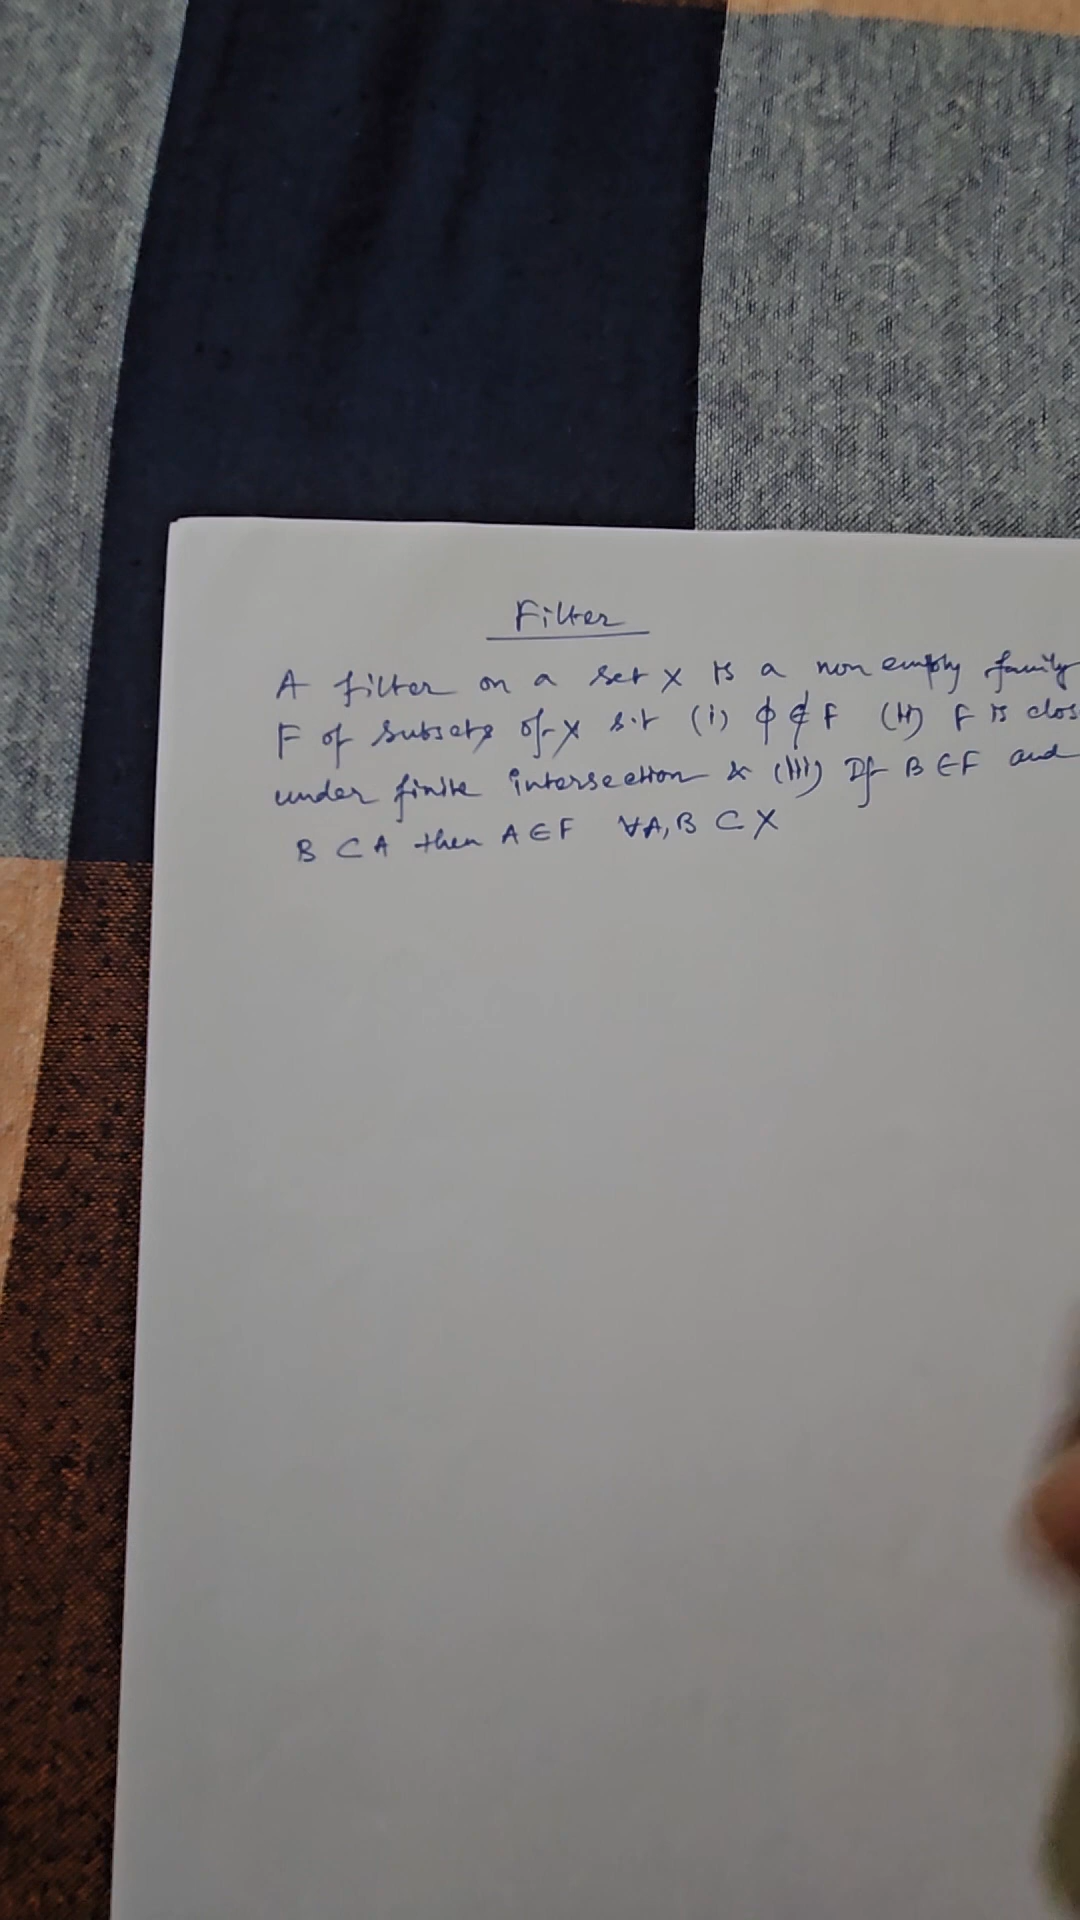 Filter
A filter on a set X is a non empty family
F of subsets of X s.t (i) ϕ ∉ F (ii) F is clos
under finite intersection & (iii) If B ∈ F and
B ⊂ A then A ∈ F ∀A, B ⊂ X